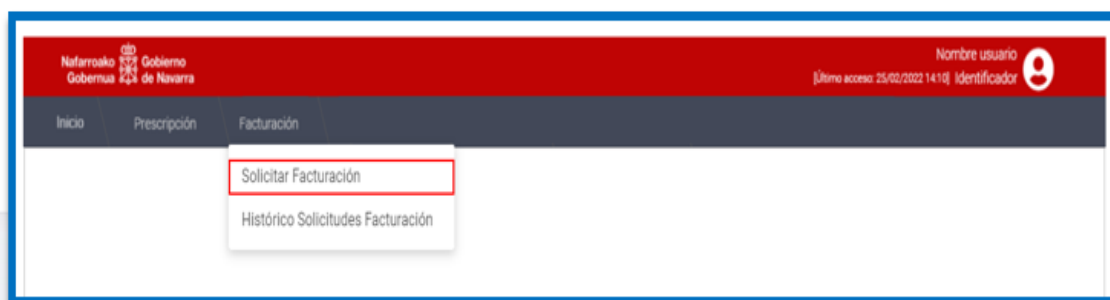 Nafarroako Gobierno
Gobernua de Navarra
Nombre usuario
[Último acceso: 25/02/2022 14:10] Identificador
Inicio Prescripción Facturación
Solicitar Facturación
Histórico Solicitudes Facturación